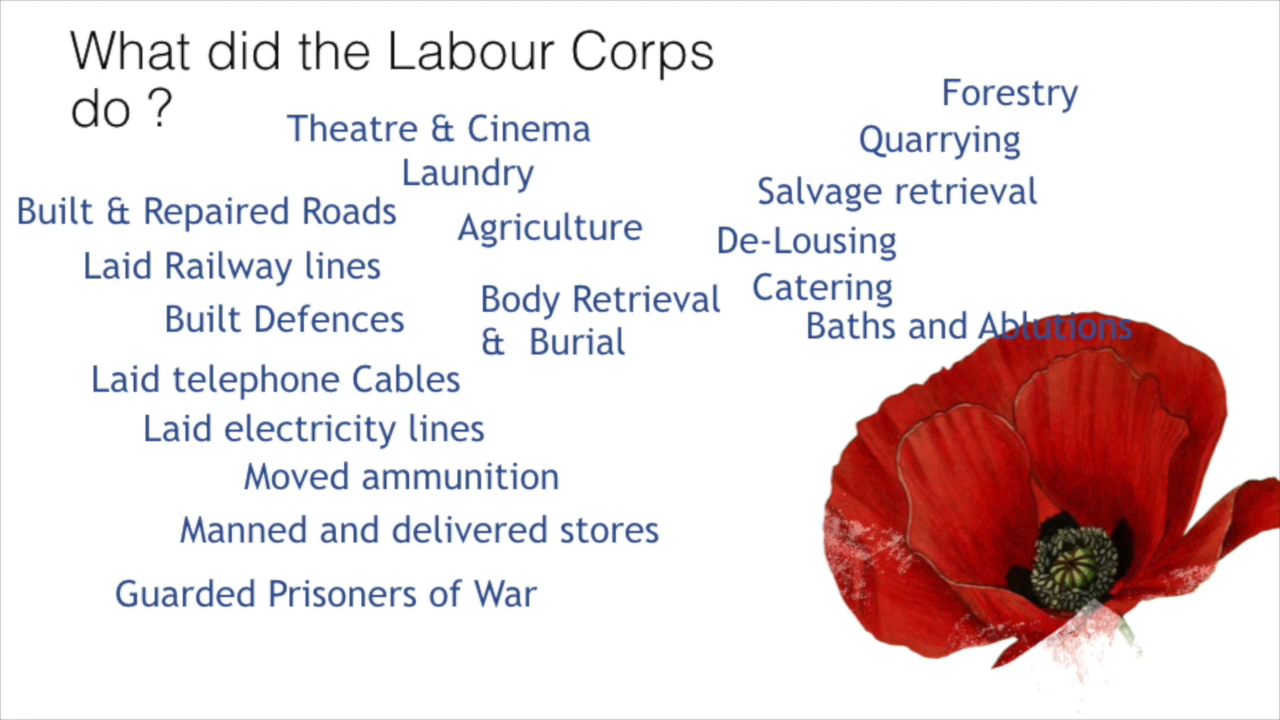 What did the Labour Corps
do ?
Theatre & Cinema
Laundry
Built & Repaired Roads
Agriculture
Laid Railway lines
Built Defences
Body Retrieval
& Burial
Laid telephone Cables
Laid electricity lines
Moved ammunition
Manned and delivered stores
Guarded Prisoners of War
Forestry
Quarrying
Salvage retrieval
De-Lousing
Catering
Baths and Ablutions